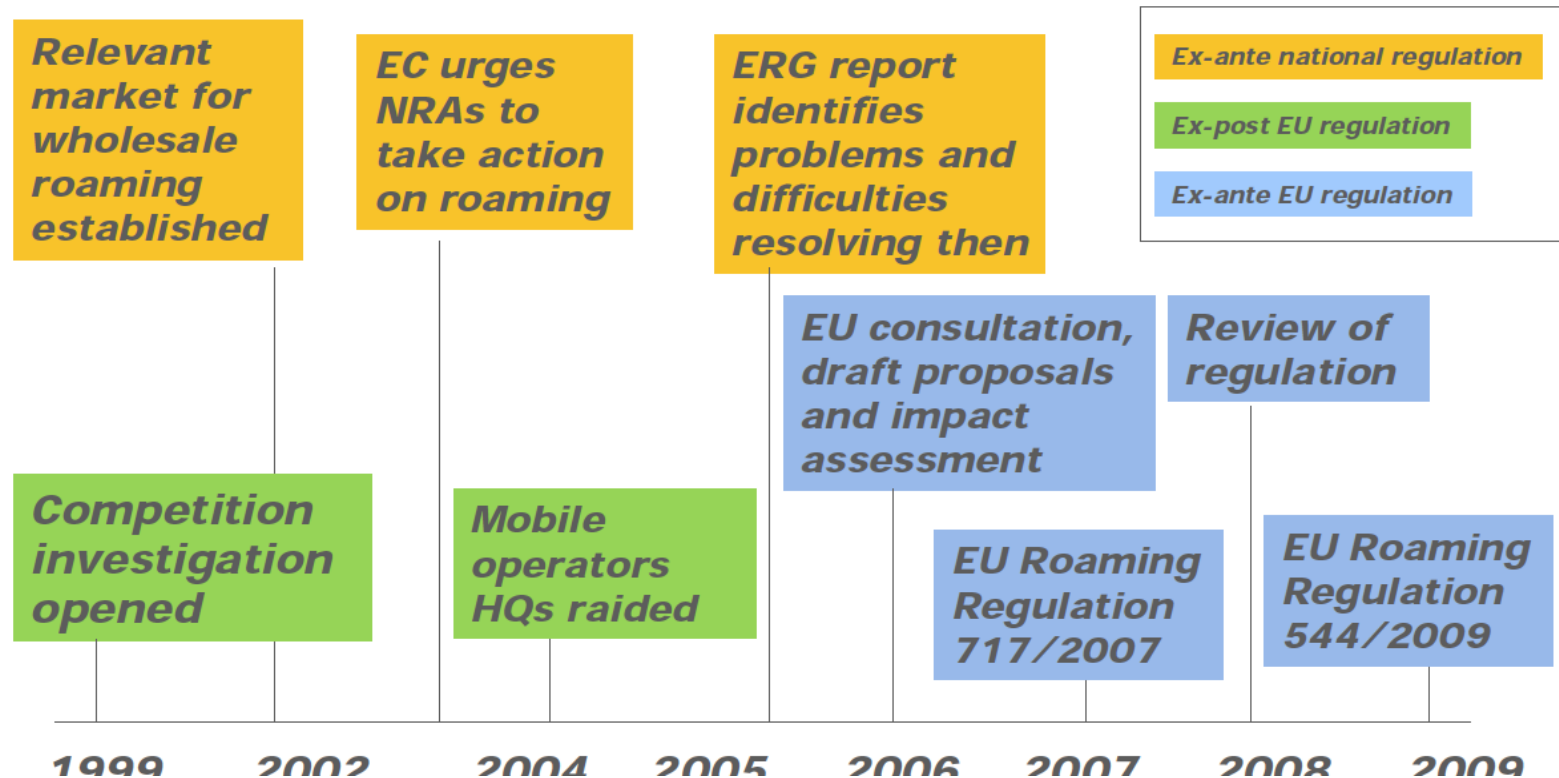 Relevant
market for
wholesale
roaming
established
EC urges
NRAs to
take action
on roaming
ERG report
identifies
problems and
difficulties
resolving then
Ex-ante national regulation
Ex-post EU regulation
Ex-ante EU regulation
EU consultation,
draft proposals
and impact
assessment
Review of
regulation
Competition
investigation
opened
Mobile
operators
HQs raided
EU Roaming
Regulation
717/2007
EU Roaming
Regulation
544/2009
1999 2002 2004 2005 2006 2007 2008 2009